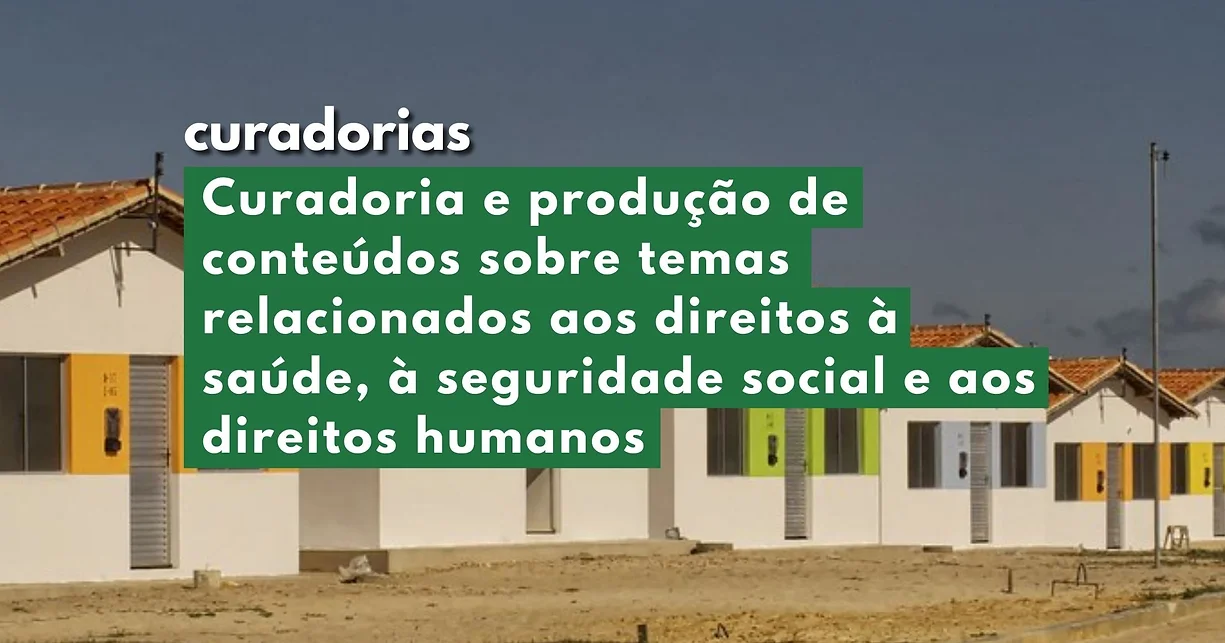 curadorias
Curadoria e produção de
conteúdos sobre temas
relacionados aos direitos à
saúde, à seguridade social e aos
direitos humanos